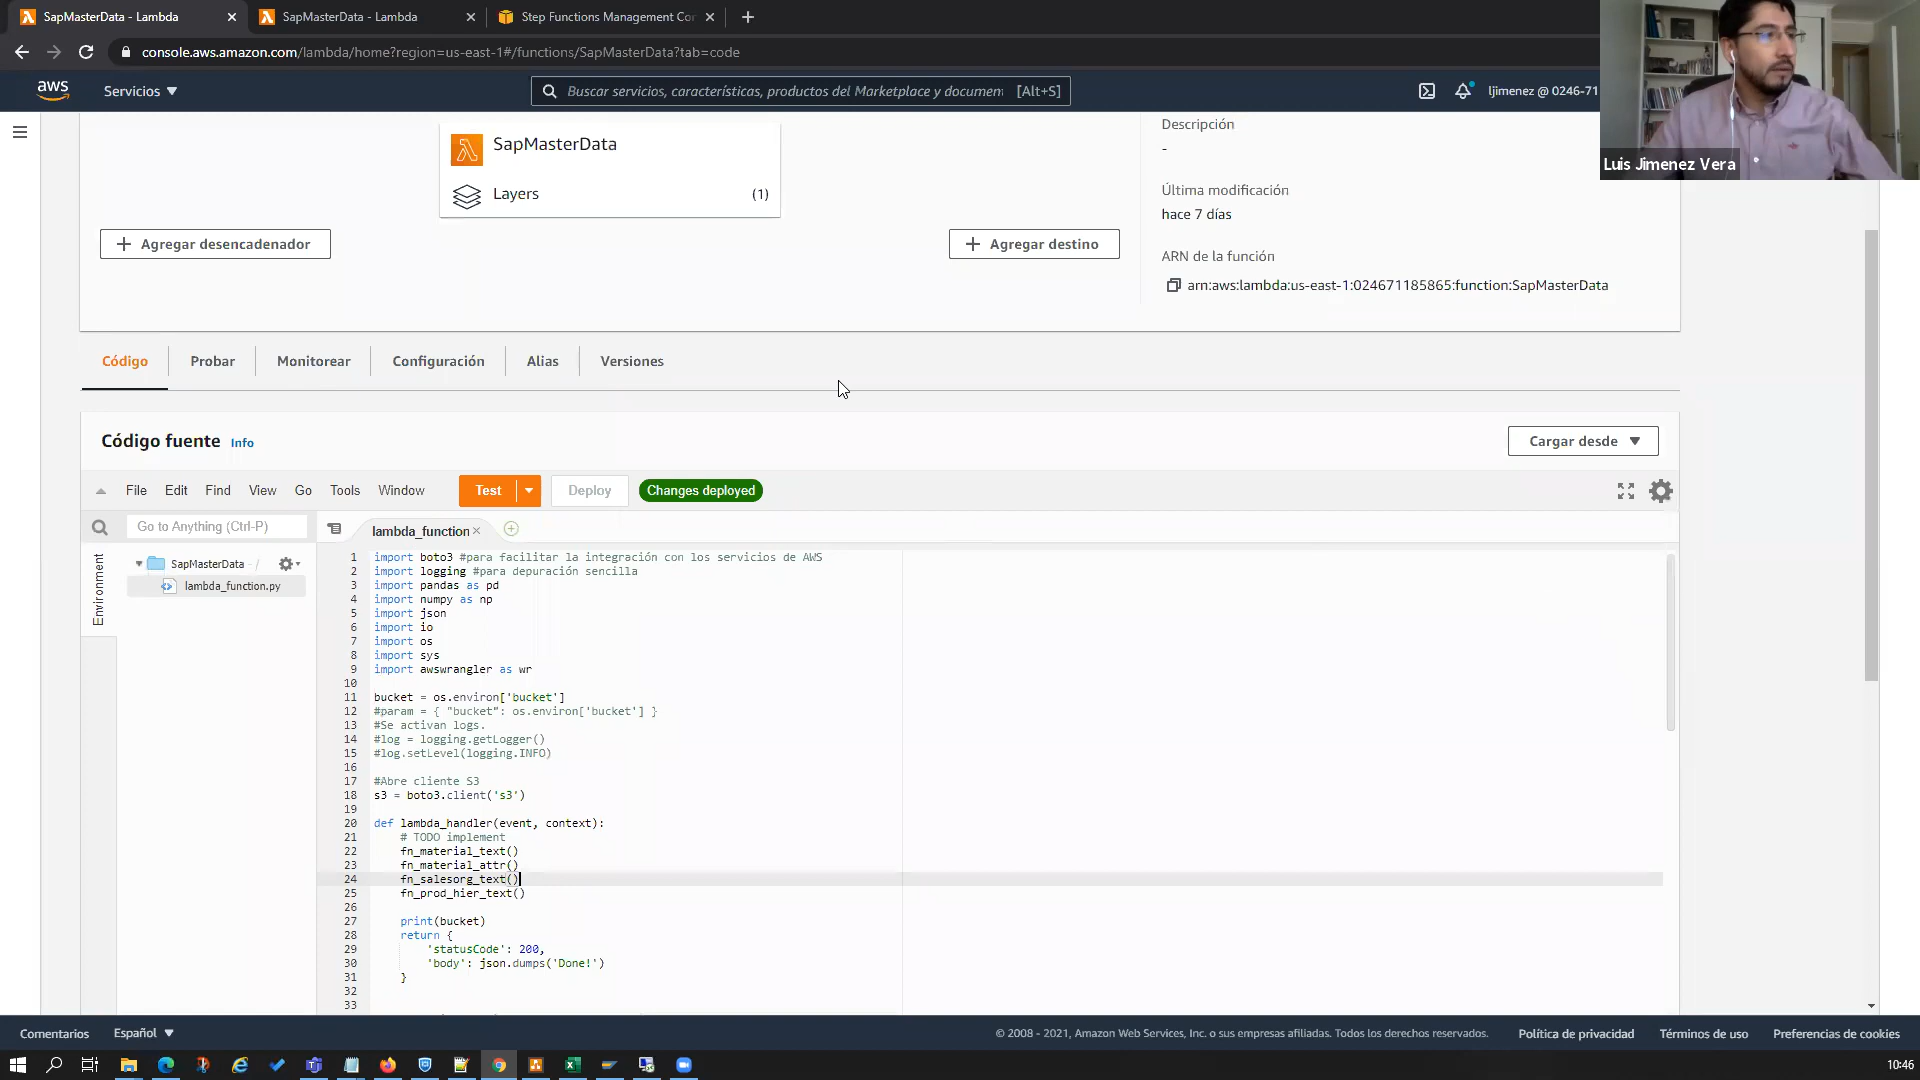 SapMasterData - Lambda
SapMasterData - Lambda
Step Functions Management Co
console.aws.amazon.com/lambda/home?region=us-east-1#/functions/SapMasterData?tab=code
aws
Servicios
Buscar servicios, características, productos del Marketplace y documen [Alt+S]
ljimenez @ 0246-71
Luis Jimenez Vera
SapMasterData
Layers (1)
Agregar desencadenador
Agregar destino
Descripción
-
Última modificación
hace 7 días
ARN de la función
arn:aws:lambda:us-east-1:024671185865:function:SapMasterData
Código
Probar
Monitorear
Configuración
Alias
Versiones
Código fuente Info
Cargar desde
File Edit Find View Go Tools Window
Test
Deploy
Changes deployed
Go to Anything (Ctrl-P)
lambda_function
Environment
SapMasterData - /
lambda_function.py
1 import boto3 #para facilitar la integración con los servicios de AWS
2 import logging #para depuración sencilla
3 import pandas as pd
4 import numpy as np
5 import json
6 import io
7 import os
8 import sys
9 import awswrangler as wr
10
11 bucket = os.environ['bucket']
12 #param = { "bucket": os.environ['bucket'] }
13 #Se activan logs.
14 #log = logging.getLogger()
15 #log.setLevel(logging.INFO)
16
17 #Abre cliente S3
18 s3 = boto3.client('s3')
19
20 def lambda_handler(event, context):
21 # TODO implement
22 fn_material_text()
23 fn_material_attr()
24 fn_salesorg_text()
25 fn_prod_hier_text()
26
27 print(bucket)
28 return {
29 'statusCode': 200,
30 'body': json.dumps('Done!')
31 }
32
33
Comentarios
Español
© 2008 - 2021, Amazon Web Services, Inc. o sus empresas afiliadas. Todos los derechos reservados.
Política de privacidad
Términos de uso
Preferencias de cookies
10:46